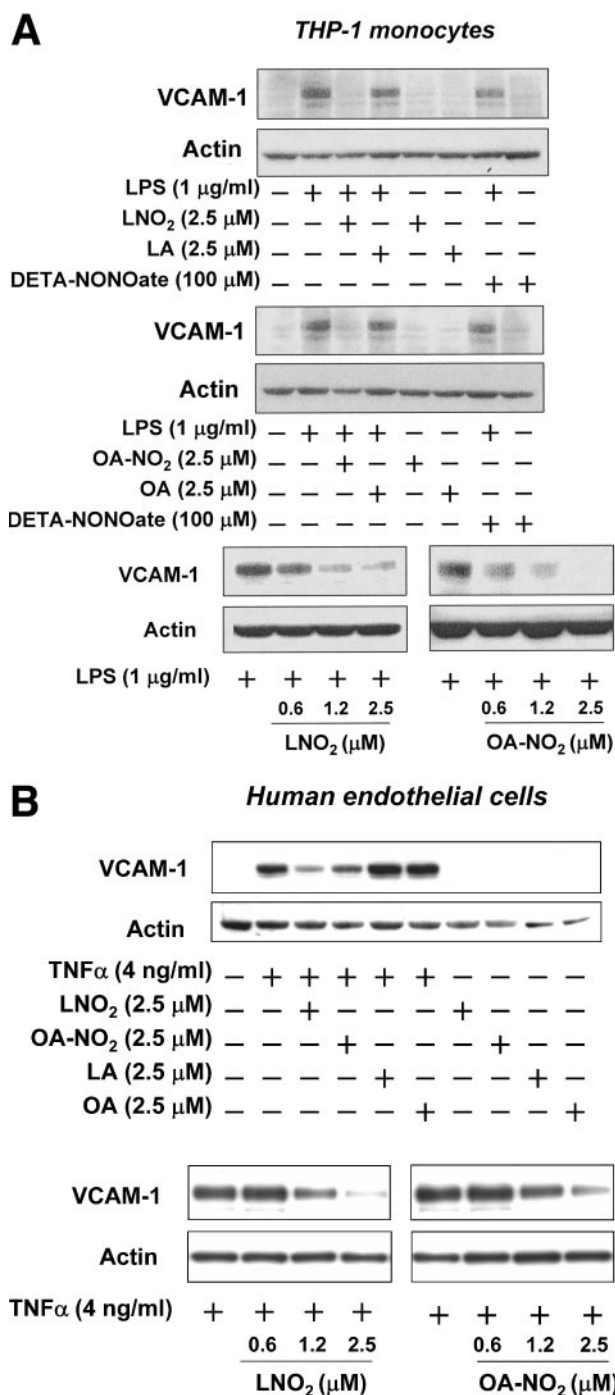 A
THP-1 monocytes
VCAM-1
Actin
LPS (1 μg/ml) – + + + – – + –
LNO₂ (2.5 μM) – – + – + – – –
LA (2.5 μM) – – – + – + – –
DETA-NONOate (100 μM) – – – – – – + +
VCAM-1
Actin
LPS (1 μg/ml) – + + + – – + –
OA-NO₂ (2.5 μM) – – + – + – – –
OA (2.5 μM) – – – + – + – –
DETA-NONOate (100 μM) – – – – – – + +
VCAM-1
Actin
LPS (1 μg/ml) + + + + + + + +
0.6 1.2 2.5 0.6 1.2 2.5
LNO₂ (μM) OA-NO₂ (μM)
B
Human endothelial cells
VCAM-1
Actin
TNFα (4 ng/ml) – + + + + + – – – –
LNO₂ (2.5 μM) – – + – – – + – – –
OA-NO₂ (2.5 μM) – – – + – – – + – –
LA (2.5 μM) – – – – + – – – + –
OA (2.5 μM) – – – – – + – – – +
VCAM-1
Actin
TNFα (4 ng/ml) + + + + + + + +
0.6 1.2 2.5 0.6 1.2 2.5
LNO₂ (μM) OA-NO₂ (μM)